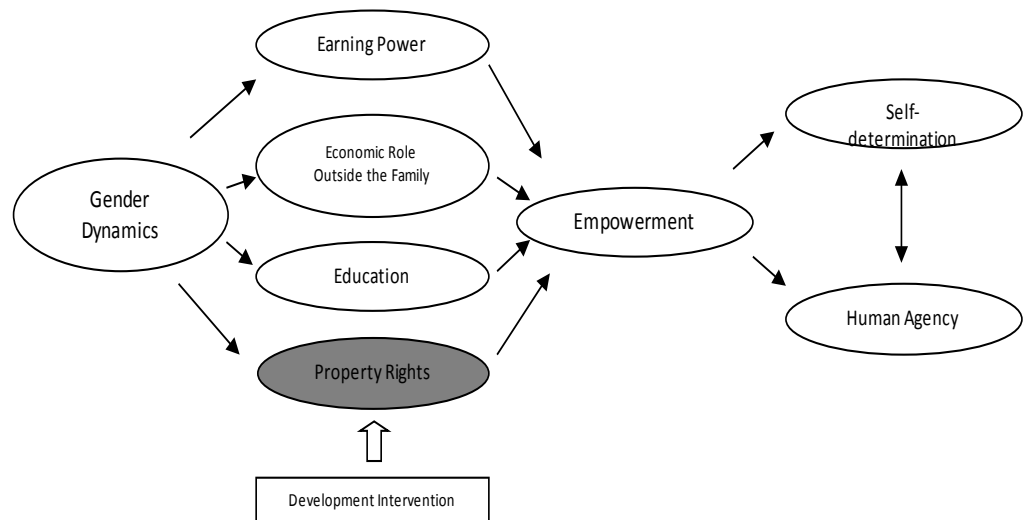 Earning Power
Economic Role
Outside the Family
Gender
Dynamics
Education
Property Rights
Development Intervention
Empowerment
Self-
determination
Human Agency